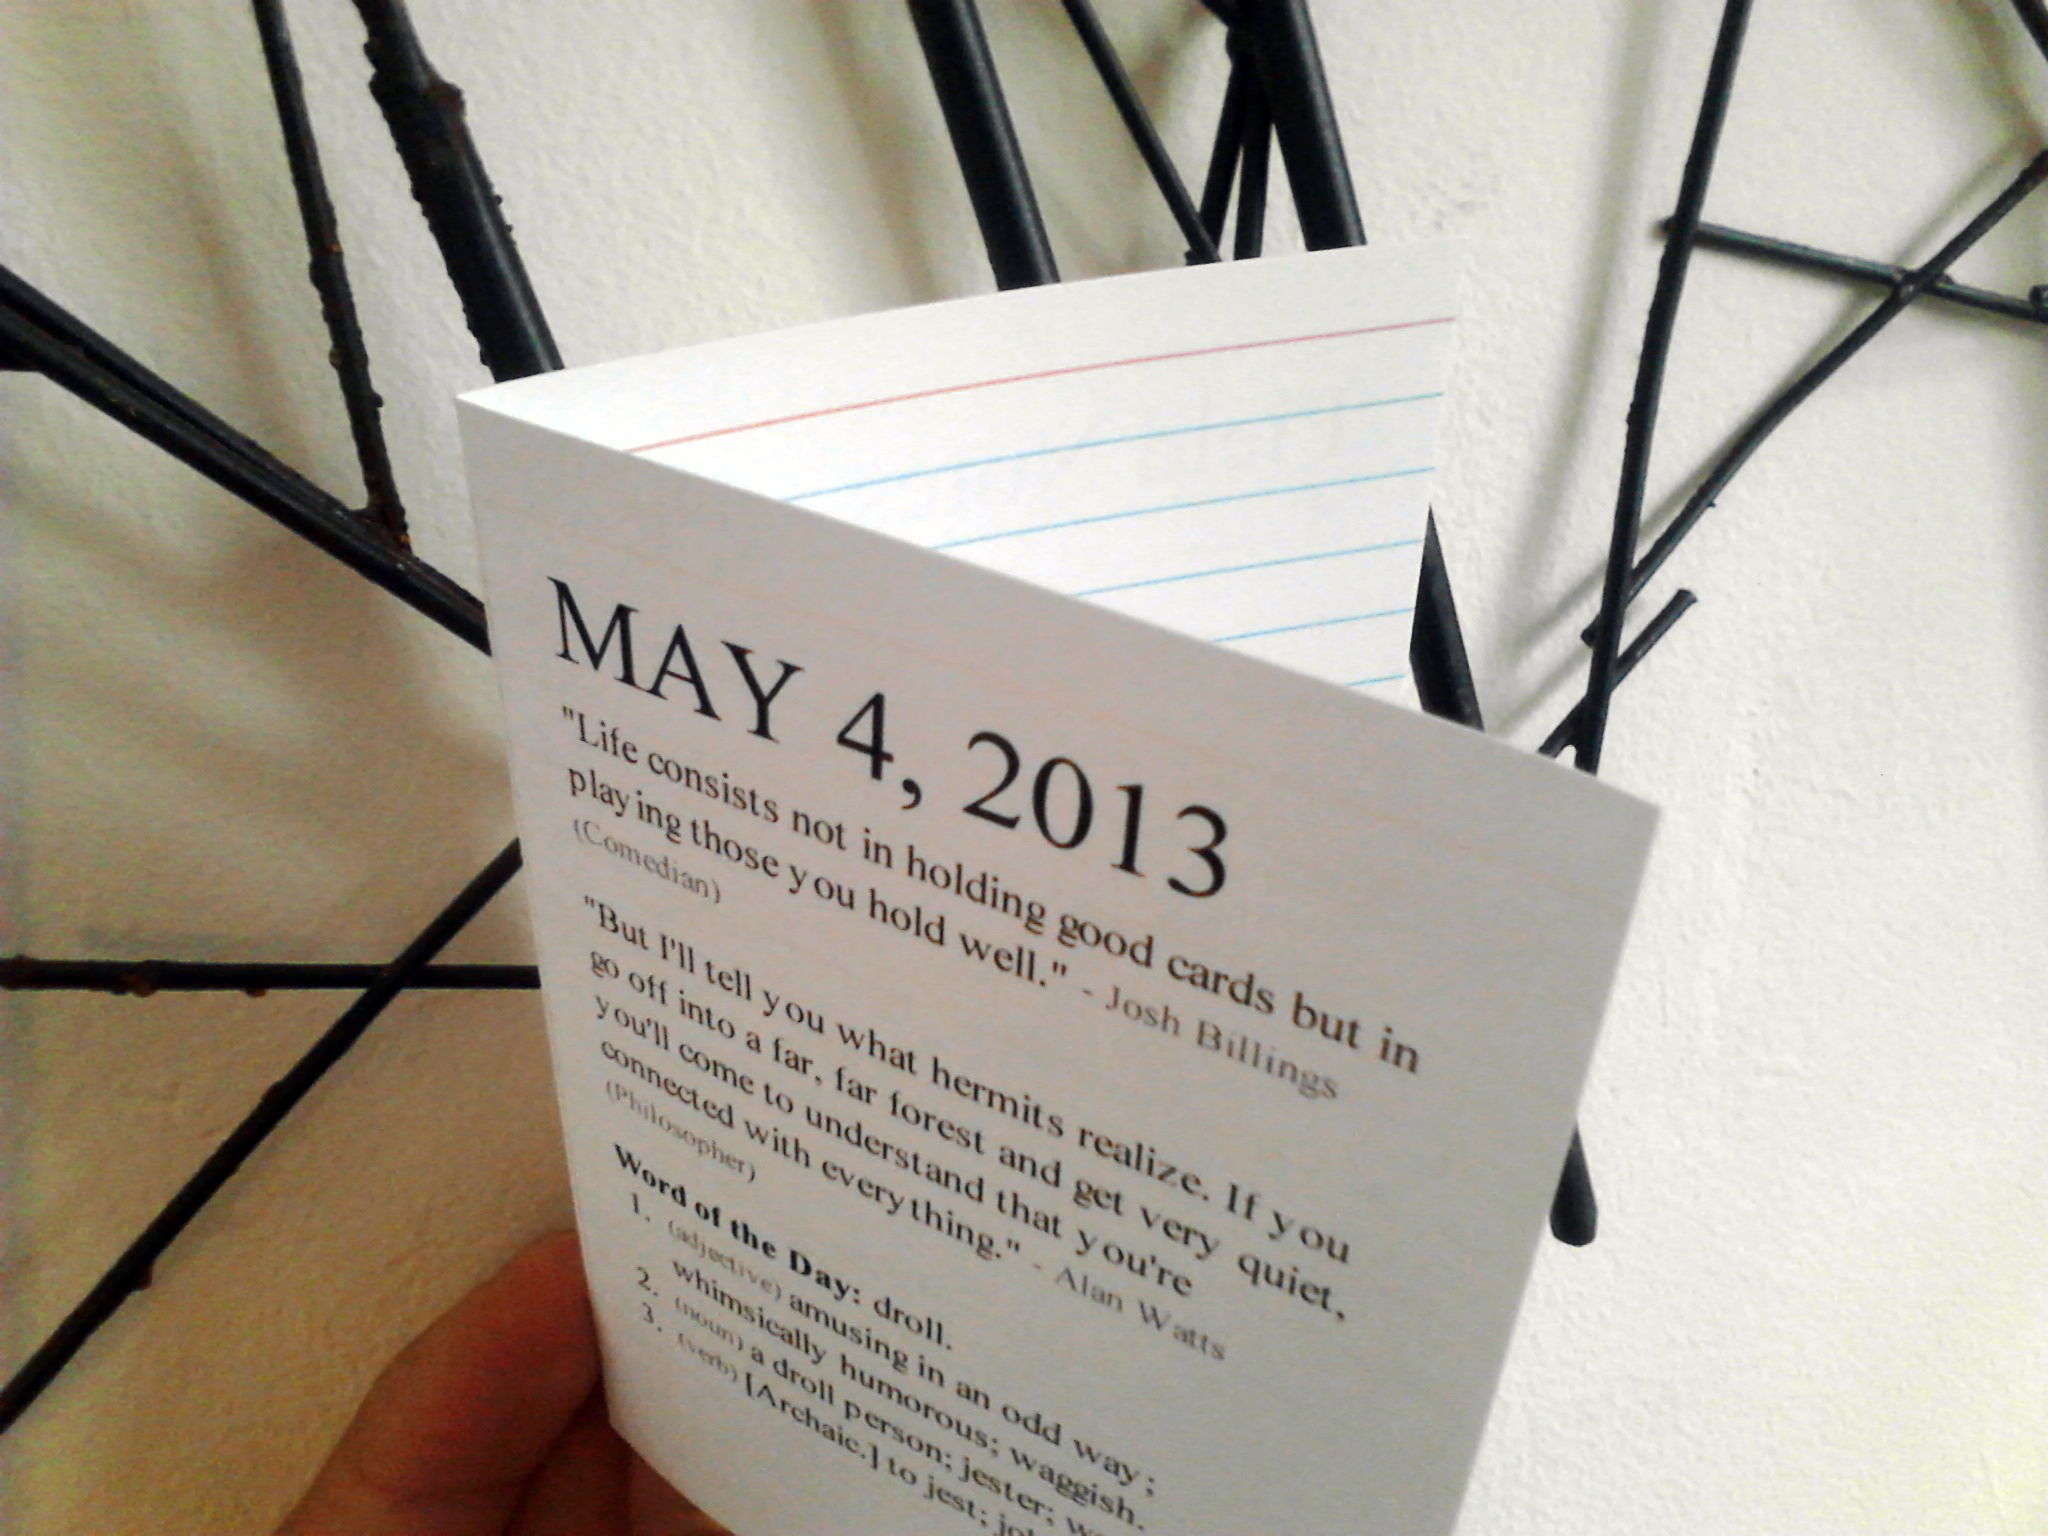 MAY 4, 2013
"Life consists not in holding good cards but in
playing those you hold well." - Josh Billings
(Comedian)
"But I'll tell you what hermits realize. If you
go off into a far, far forest and get very quiet,
you'll come to understand that you're
connected with everything." - Alan Watts
(Philosopher)
Word of the Day: droll.
1. (adjective) amusing in an odd way;
whimsically humorous; waggish.
2. (noun) a droll person; jester;
3. (verb) [Archaic.] to jest;